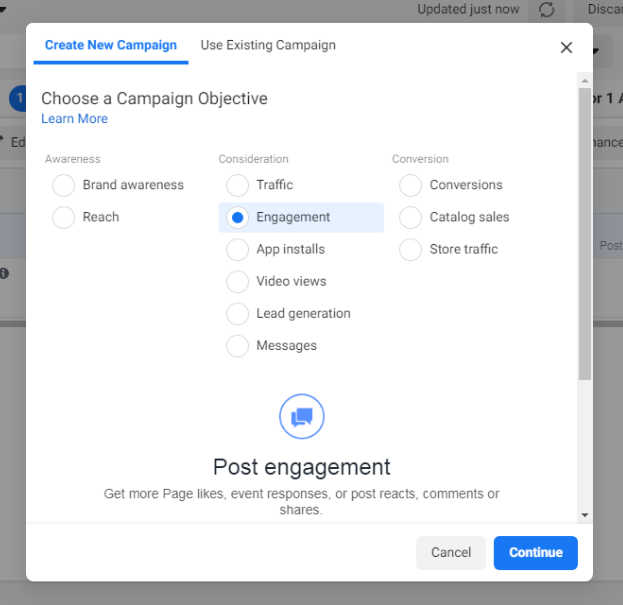 Updated just now
Discar
Create New Campaign
Use Existing Campaign
1
or 1 A
Choose a Campaign Objective
Learn More
Ed
nance
Awareness
Consideration
Conversion
Brand awareness
Traffic
Conversions
Reach
Engagement
Catalog sales
App installs
Store traffic
Post
Video views
Lead generation
Messages
Post engagement
Get more Page likes, event responses, or post reacts, comments or
shares.
Cancel
Continue